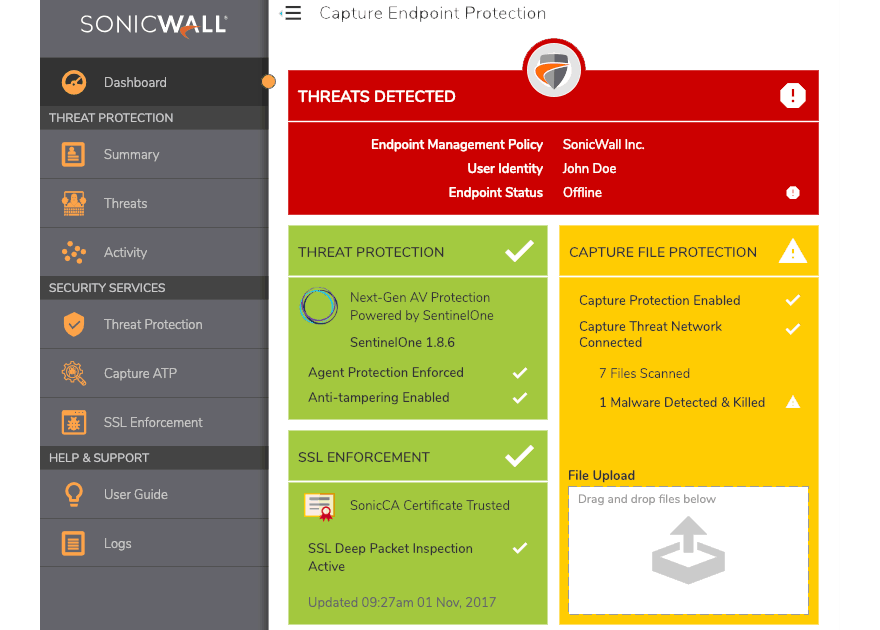 SONICWALL
Capture Endpoint Protection
Dashboard
THREAT PROTECTION
Summary
Threats
Activity
SECURITY SERVICES
Threat Protection
Capture ATP
SSL Enforcement
HELP & SUPPORT
User Guide
Logs
THREATS DETECTED
Endpoint Management Policy SonicWall Inc.
User Identity John Doe
Endpoint Status Offline
THREAT PROTECTION
Next-Gen AV Protection
Powered by SentinelOne
SentinelOne 1.8.6
Agent Protection Enforced
Anti-tampering Enabled
SSL ENFORCEMENT
SonicCA Certificate Trusted
SSL Deep Packet Inspection
Active
Updated 09:27am 01 Nov, 2017
CAPTURE FILE PROTECTION
Capture Protection Enabled
Capture Threat Network
Connected
7 Files Scanned
1 Malware Detected & Killed
File Upload
Drag and drop files below